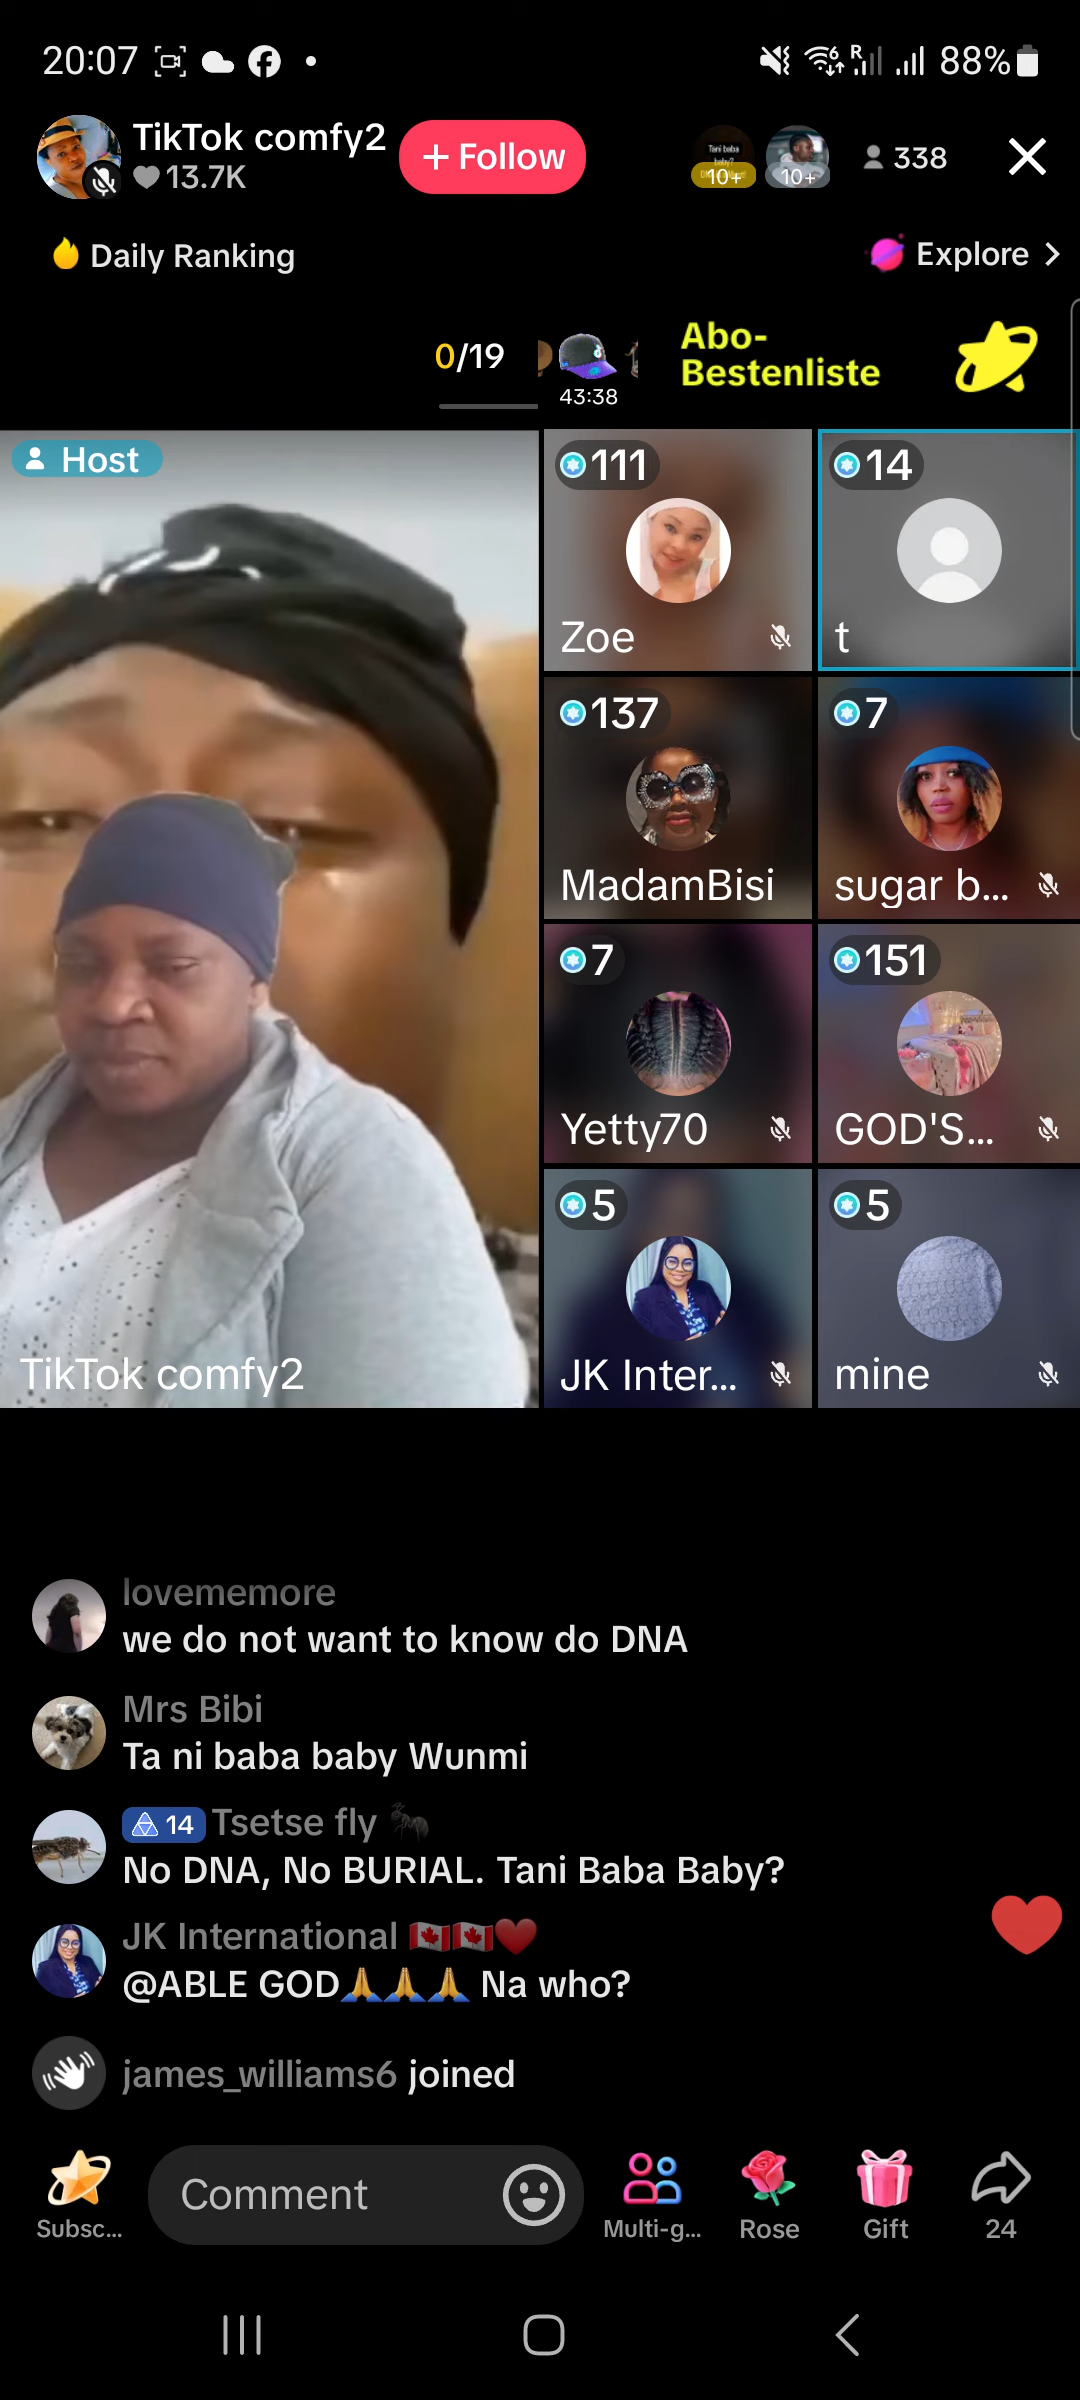 20:07
R
88%
TikTok comfy2
13.7K
+ Follow
Tani baba
baby?
10+
10+
338
Daily Ranking
Explore
0/19
43:38
Abo-
Bestenliste
Host
111
Zoe
14
t
137
MadamBisi
7
sugar b...
7
Yetty70
151
GOD'S...
5
JK Inter...
5
mine
TikTok comfy2
lovememore
we do not want to know do DNA
Mrs Bibi
Ta ni baba baby Wunmi
14 Tsetse fly 🐜
No DNA, No BURIAL. Tani Baba Baby?
JK International 🇨🇦🇨🇦❤️
@ABLE GOD🙏🙏🙏 Na who?
james_williams6 joined
Subsc...
Comment
Multi-g...
Rose
Gift
24